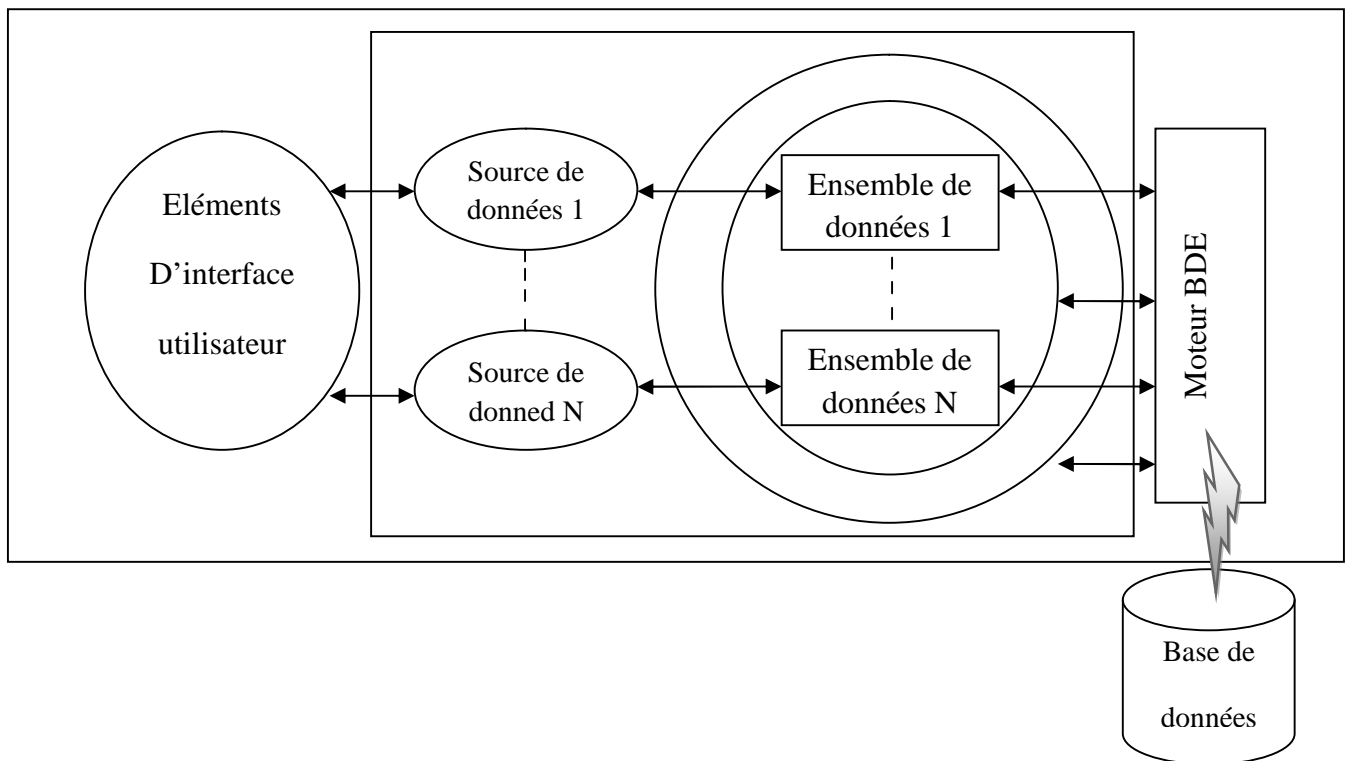 Eléments
D’interface
utilisateur
Source de
données 1
Ensemble de
données 1
Source de
donned N
Ensemble de
données N
Moteur BDE
Base de
données